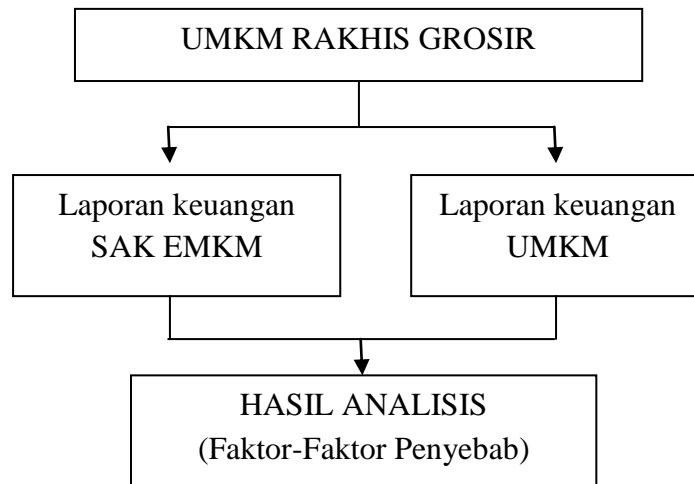 UMKM RAKHIS GROSIR
Laporan keuangan
SAK EMKM
Laporan keuangan
UMKM
HASIL ANALISIS
(Faktor-Faktor Penyebab)